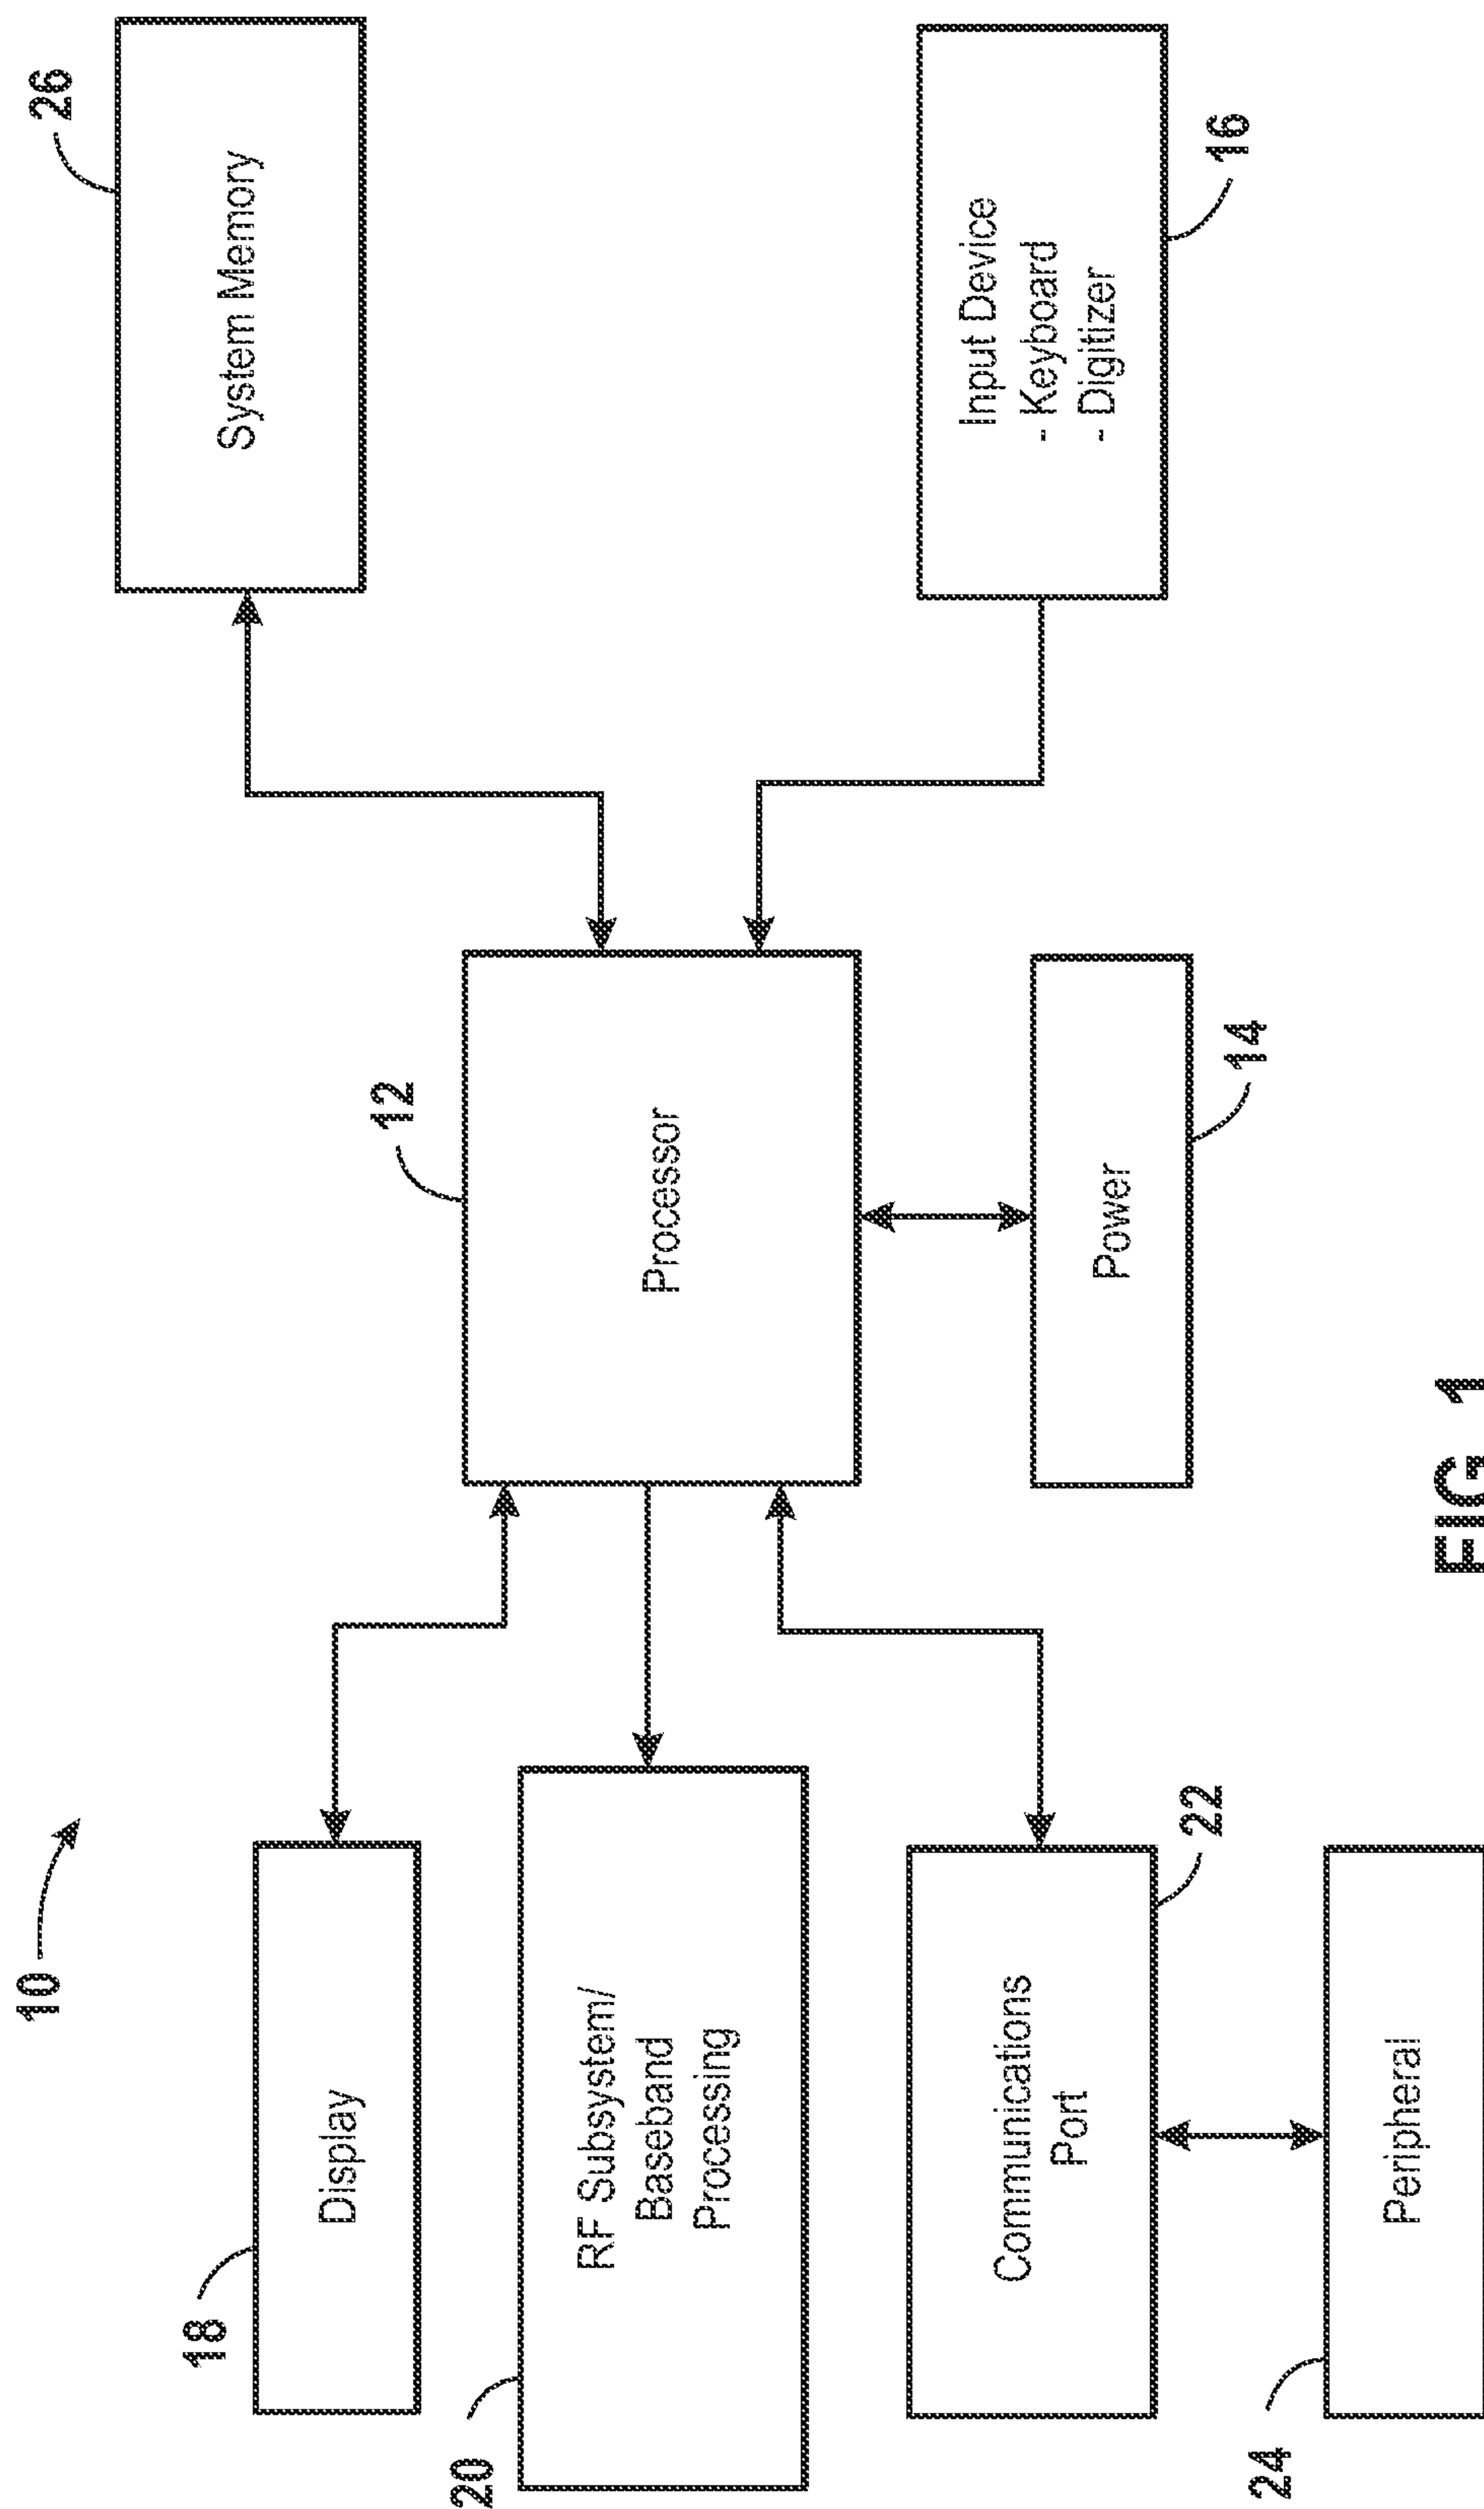 10
18
Display
20
RF Subsystem/
Baseband
Processing
Communications
Port
22
24
Peripheral
12
Processor
Power
14
26
System Memory
Input Device
- Keyboard
- Digitizer
16
FIG. 1